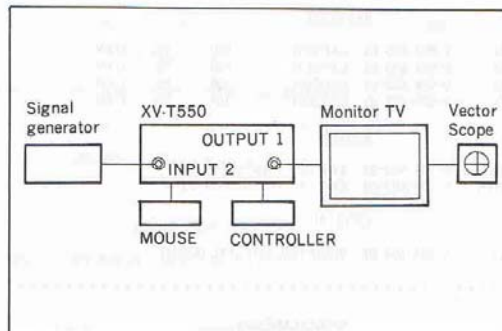 Signal generator
XV-T550
OUTPUT 1
INPUT 2
Monitor TV
Vector Scope
MOUSE
CONTROLLER